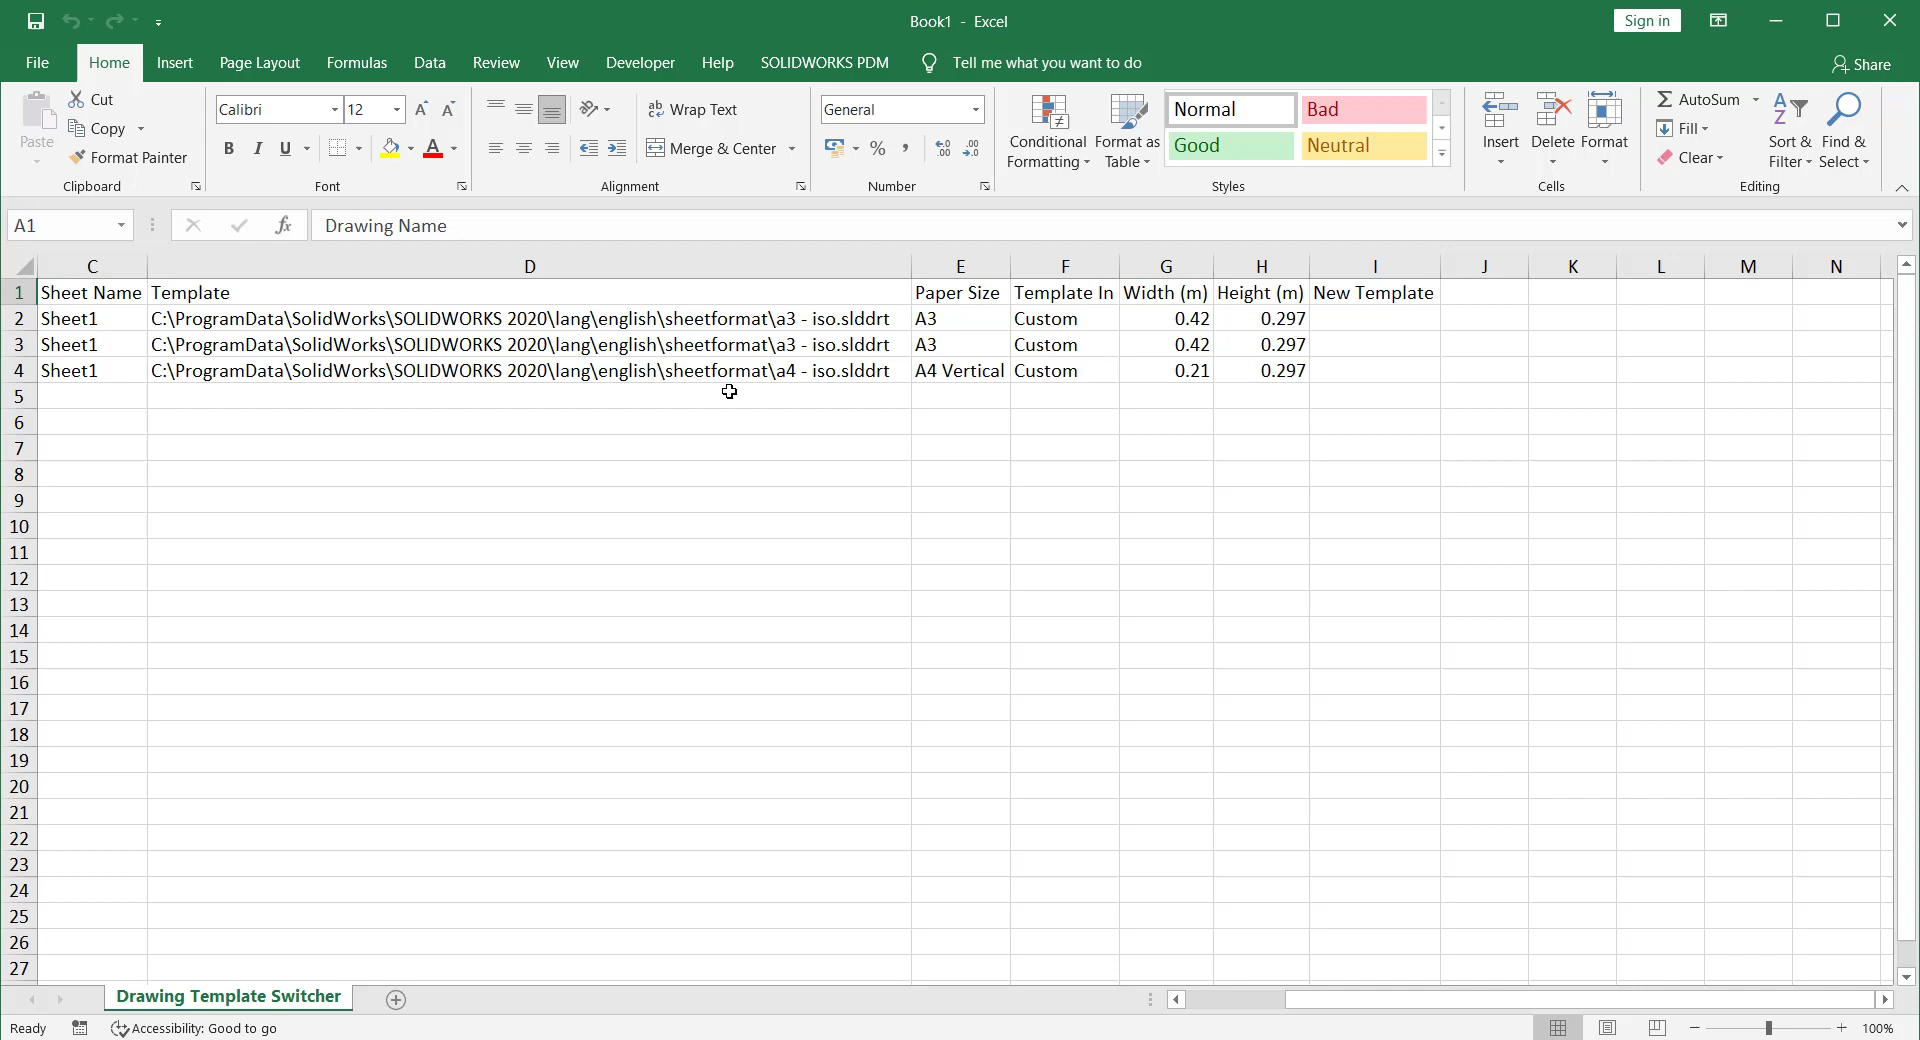 Book1 - Excel
Sign in
File Home Insert Page Layout Formulas Data Review View Developer Help SOLIDWORKS PDM Tell me what you want to do Share
Paste
Cut
Copy
Format Painter
Clipboard
Calibri 12
B I U
Font
Wrap Text
Merge & Center
Alignment
General
Number
Conditional Formatting
Format as Table
Normal Bad
Good Neutral
Styles
Insert Delete Format
Cells
AutoSum
Fill
Clear
Sort & Filter
Find & Select
Editing
A1 fx Drawing Name
C D E F G H I J K L M N
1 Sheet Name Template Paper Size Template In Width (m) Height (m) New Template
2 Sheet1 C:\ProgramData\SolidWorks\SOLIDWORKS 2020\lang\english\sheetformat\a3 - iso.slddrt A3 Custom 0.42 0.297
3 Sheet1 C:\ProgramData\SolidWorks\SOLIDWORKS 2020\lang\english\sheetformat\a3 - iso.slddrt A3 Custom 0.42 0.297
4 Sheet1 C:\ProgramData\SolidWorks\SOLIDWORKS 2020\lang\english\sheetformat\a4 - iso.slddrt A4 Vertical Custom 0.21 0.297
5
6
7
8
9
10
11
12
13
14
15
16
17
18
19
20
21
22
23
24
25
26
27
Drawing Template Switcher
Ready Accessibility: Good to go 100%